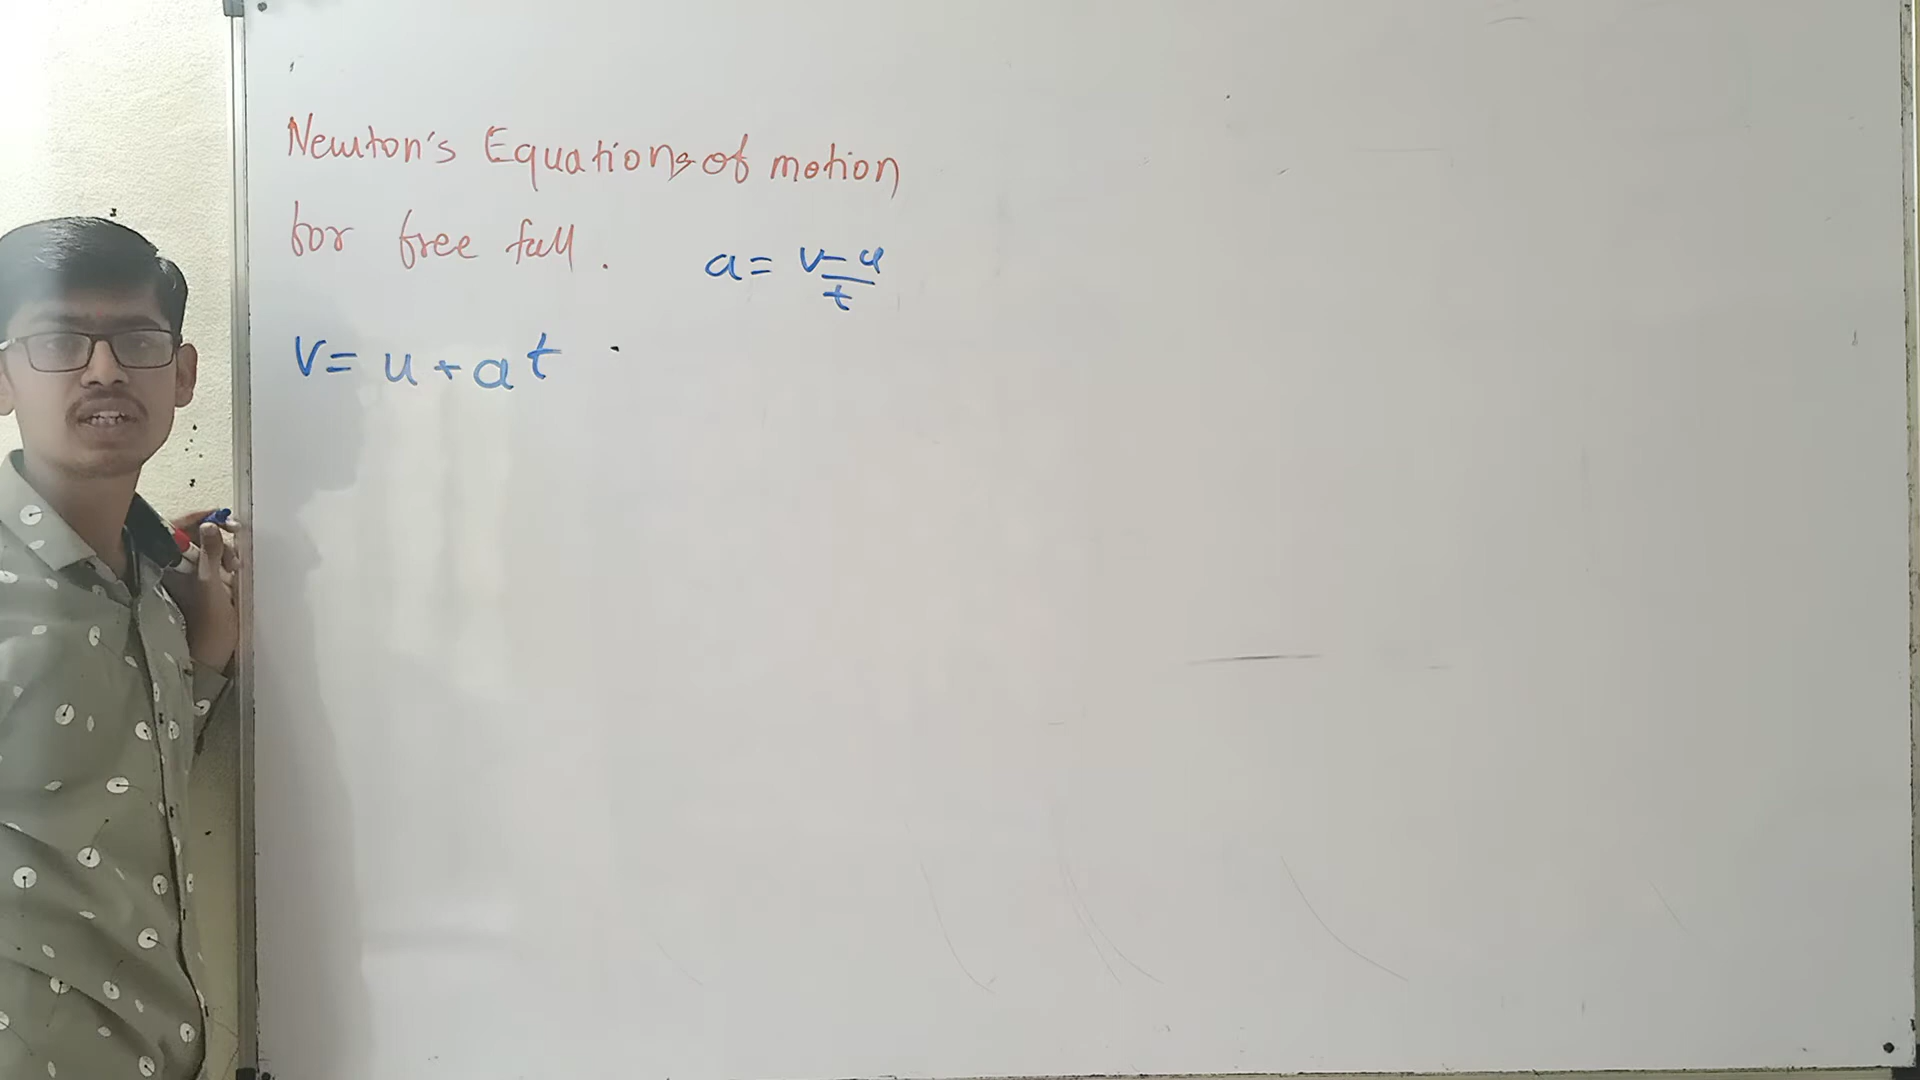 Newton's Equations of motion
for free fall.
a = v-u/t
v = u + at